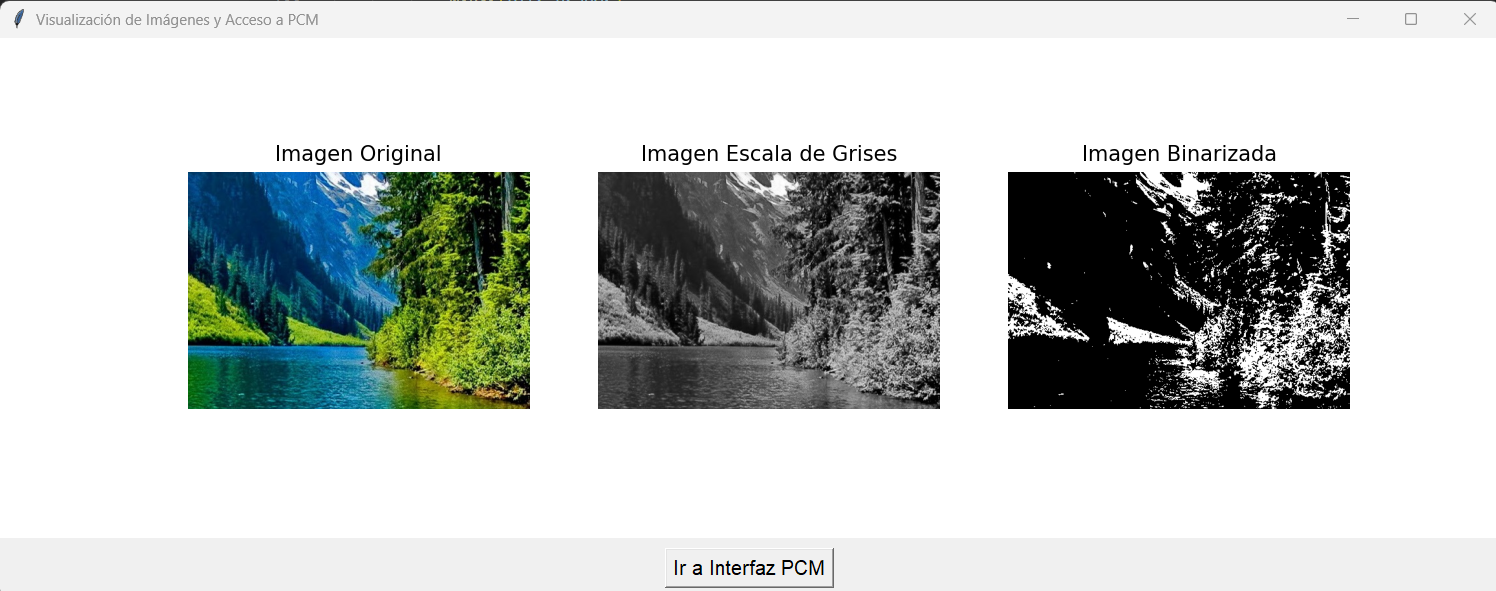 Visualización de Imágenes y Acceso a PCM
Imagen Original
Imagen Escala de Grises
Imagen Binarizada
Ir a Interfaz PCM